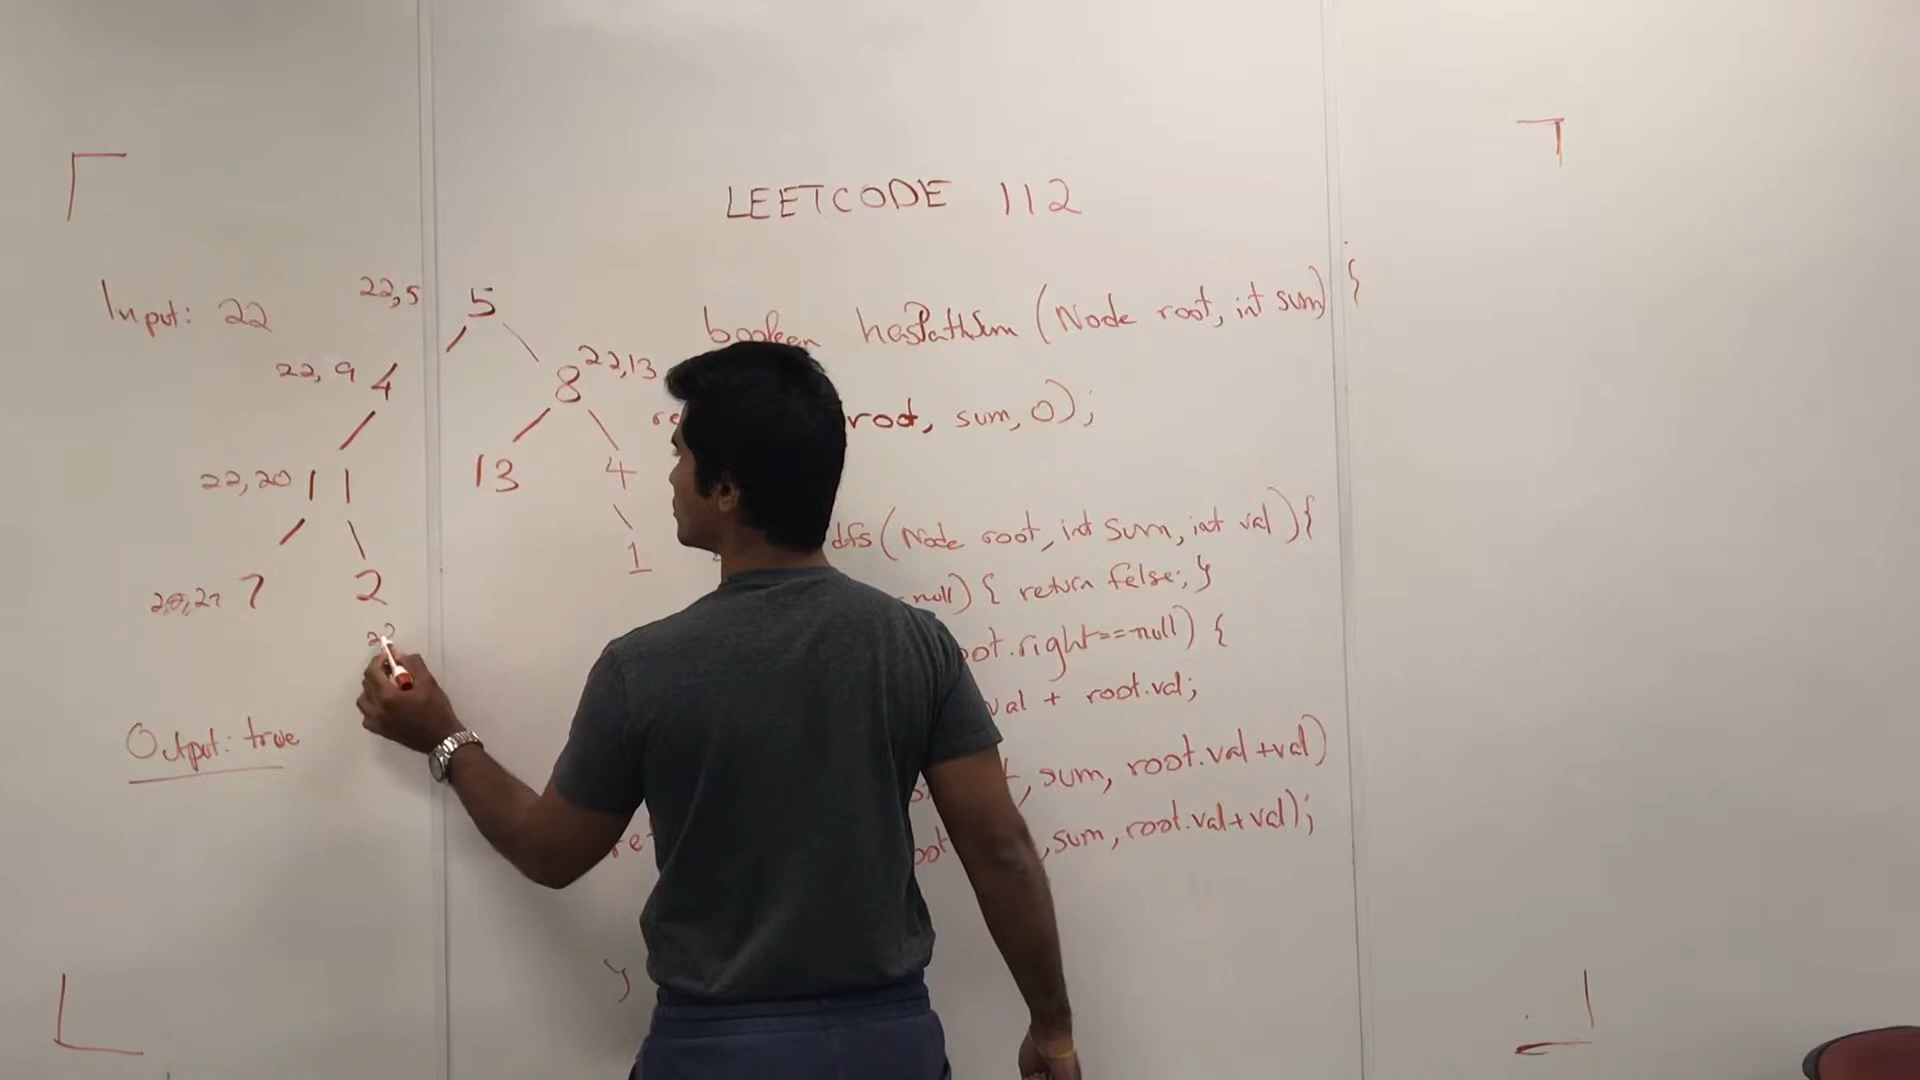 LEETCODE 112
Input: 22
22,5 5
22,9 4
8 22,13
22,20 11
13 4
1
7 2
22
Output: true
boolean hasPathSum (Node root, int sum) {
root, sum, 0);
dfs (Node root, int sum, int val) {
null) { return false; }
root.right==null) {
val + root.val;
, sum, root.val+val)
, sum, root.val+val);
}